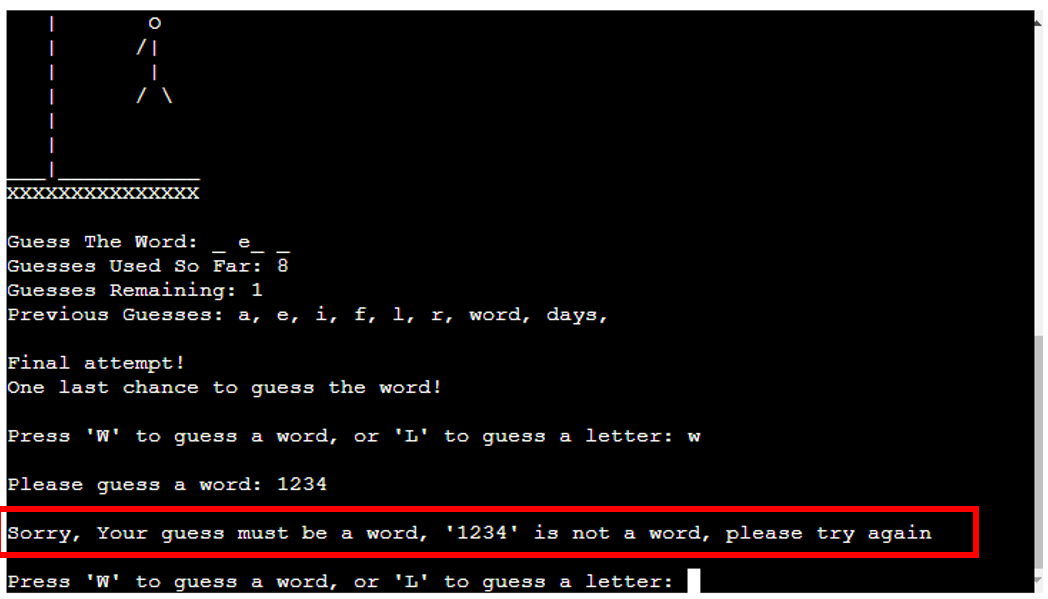 |       O
|      /|
|       |
|      / \
|
|
___|___________
XXXXXXXXXXXXXXX
Guess The Word: _ e_ _
Guesses Used So Far: 8
Guesses Remaining: 1
Previous Guesses: a, e, i, f, l, r, word, days,
Final attempt!
One last chance to guess the word!
Press 'W' to guess a word, or 'L' to guess a letter: w
Please guess a word: 1234
Sorry, Your guess must be a word, '1234' is not a word, please try again
Press 'W' to guess a word, or 'L' to guess a letter: